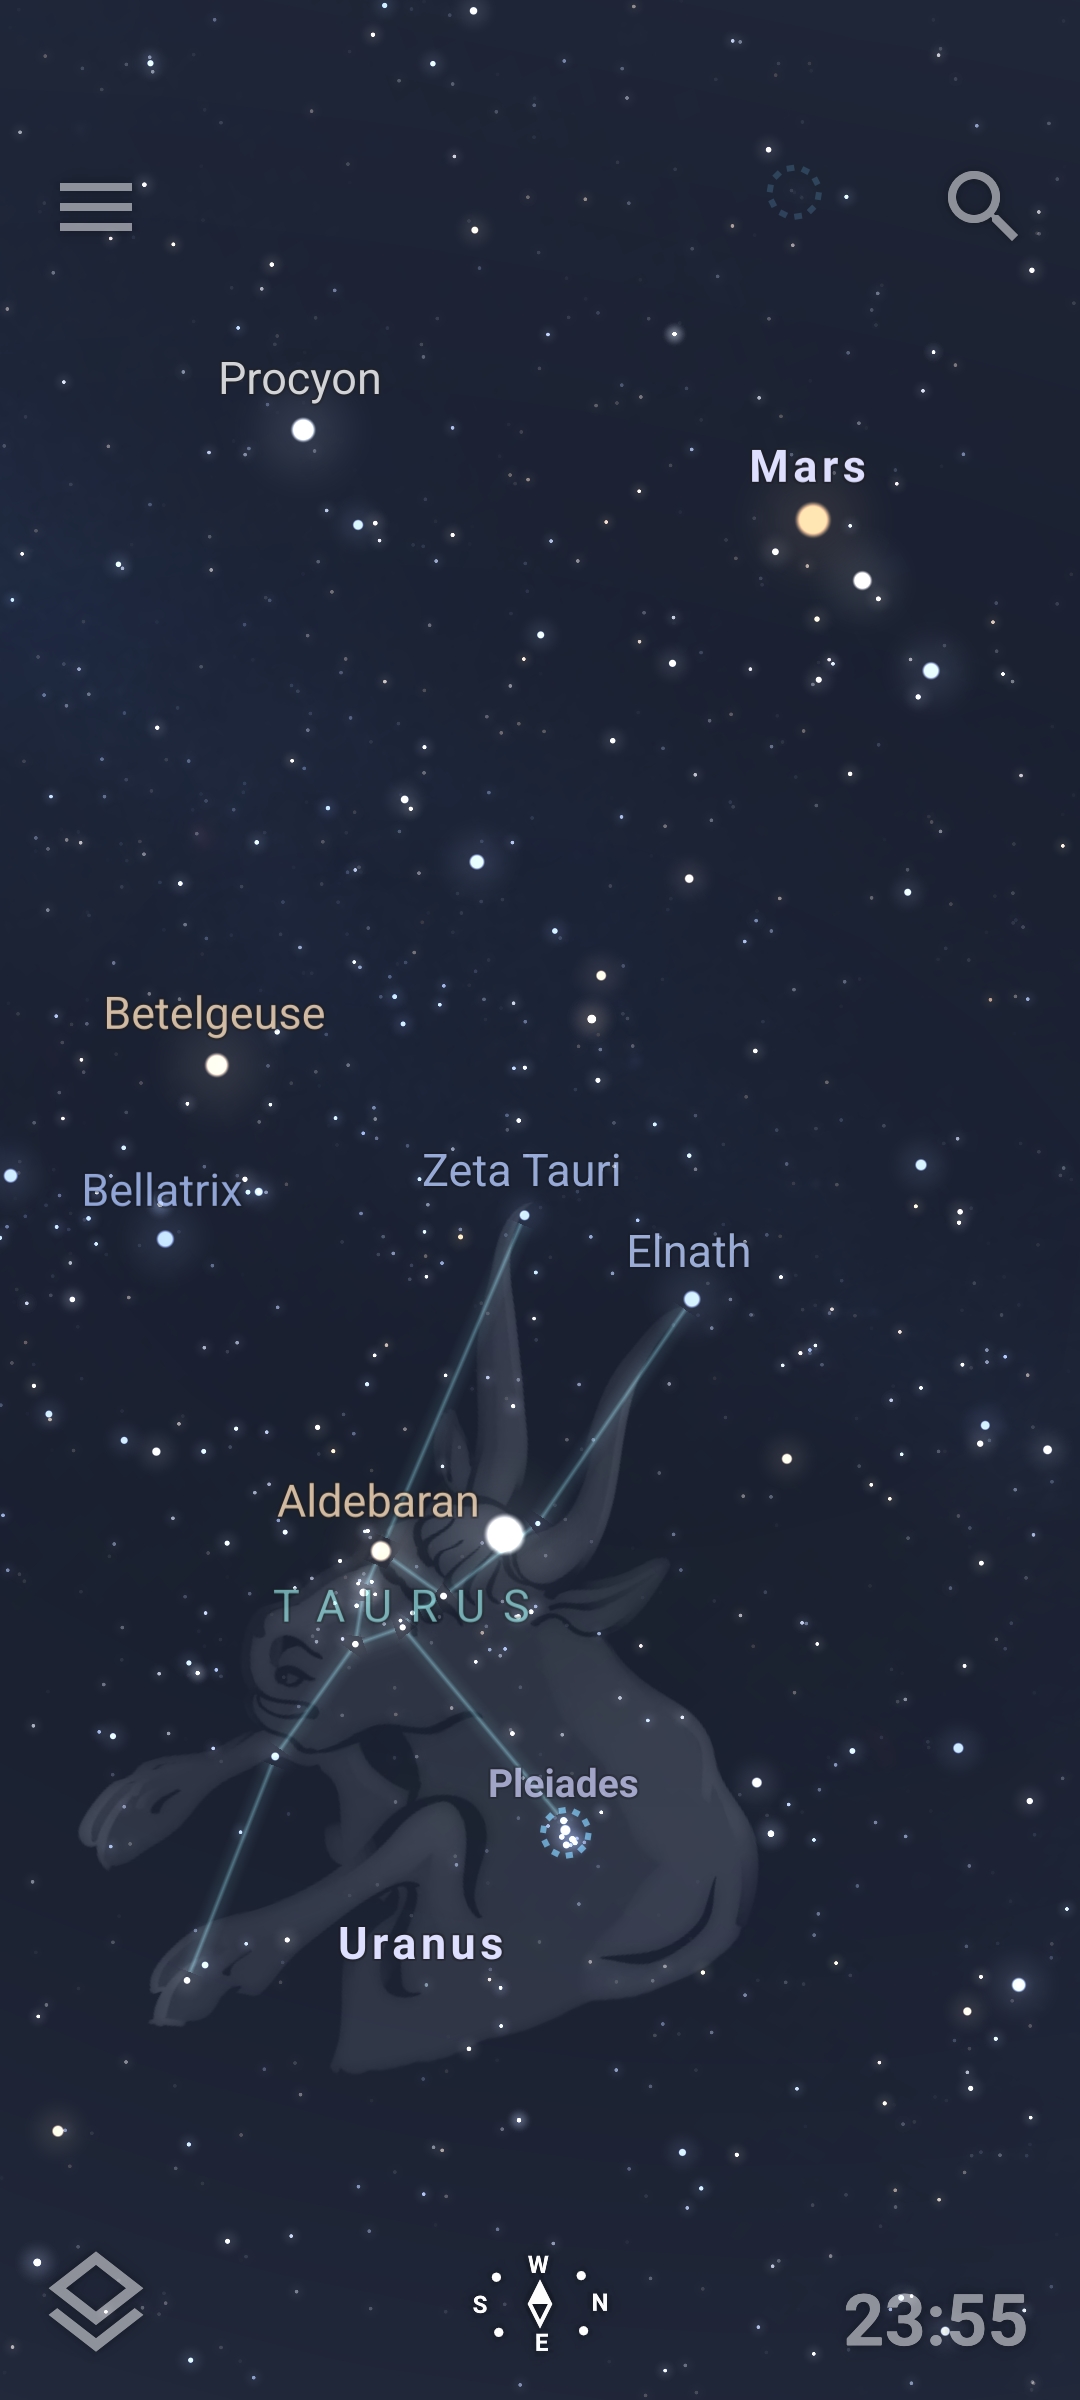 Procyon
Mars
Betelgeuse
Zeta Tauri
Bellatrix
Elnath
Aldebaran
TAURUS
Pleiades
Uranus
W
S N
E
23:55